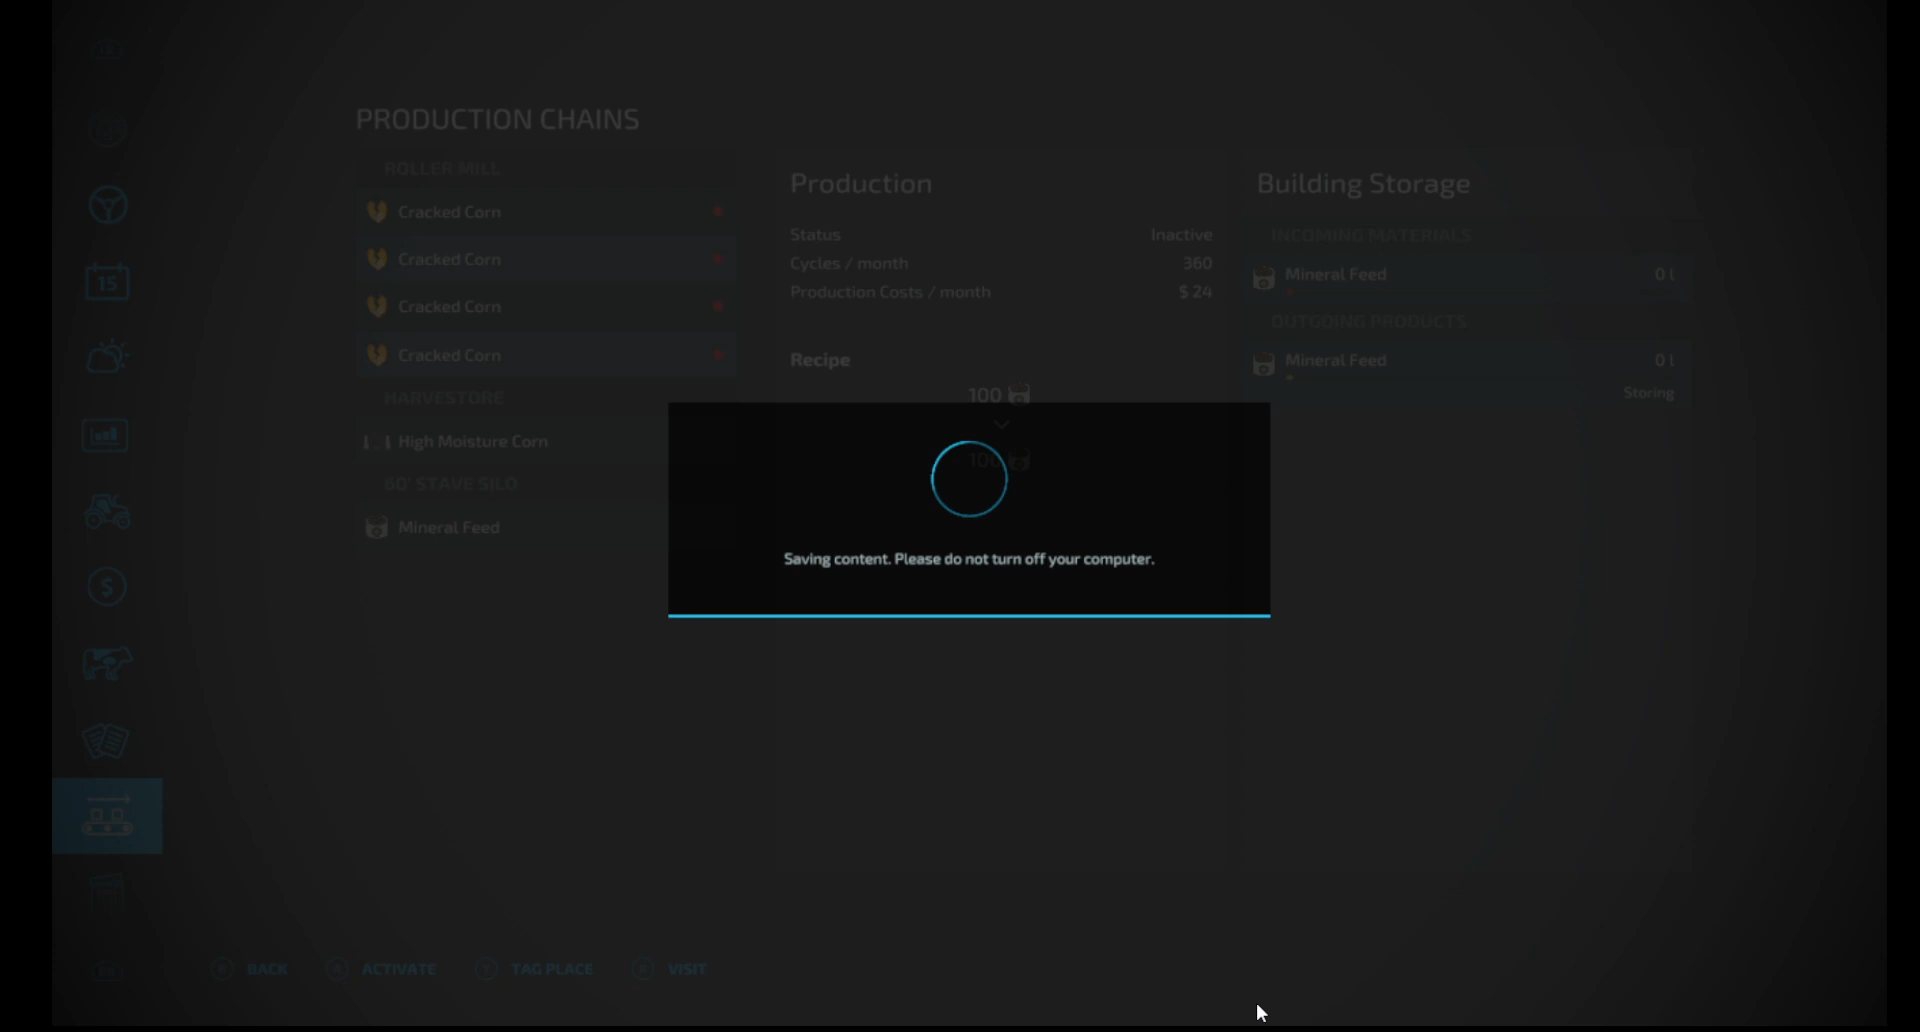 PRODUCTION CHAINS
ROLLER MILL
Cracked Corn
Cracked Corn
Cracked Corn
Cracked Corn
HARVESTORE
High Moisture Corn
60' STAVE SILO
Mineral Feed
Production
Status Inactive
Cycles / month 360
Production Costs / month $ 24
Recipe
100
100
Building Storage
INCOMING MATERIALS
Mineral Feed 0 l
OUTGOING PRODUCTS
Mineral Feed 0 l
Storing
Saving content. Please do not turn off your computer.
15
$
BACK
ACTIVATE
TAG PLACE
VISIT